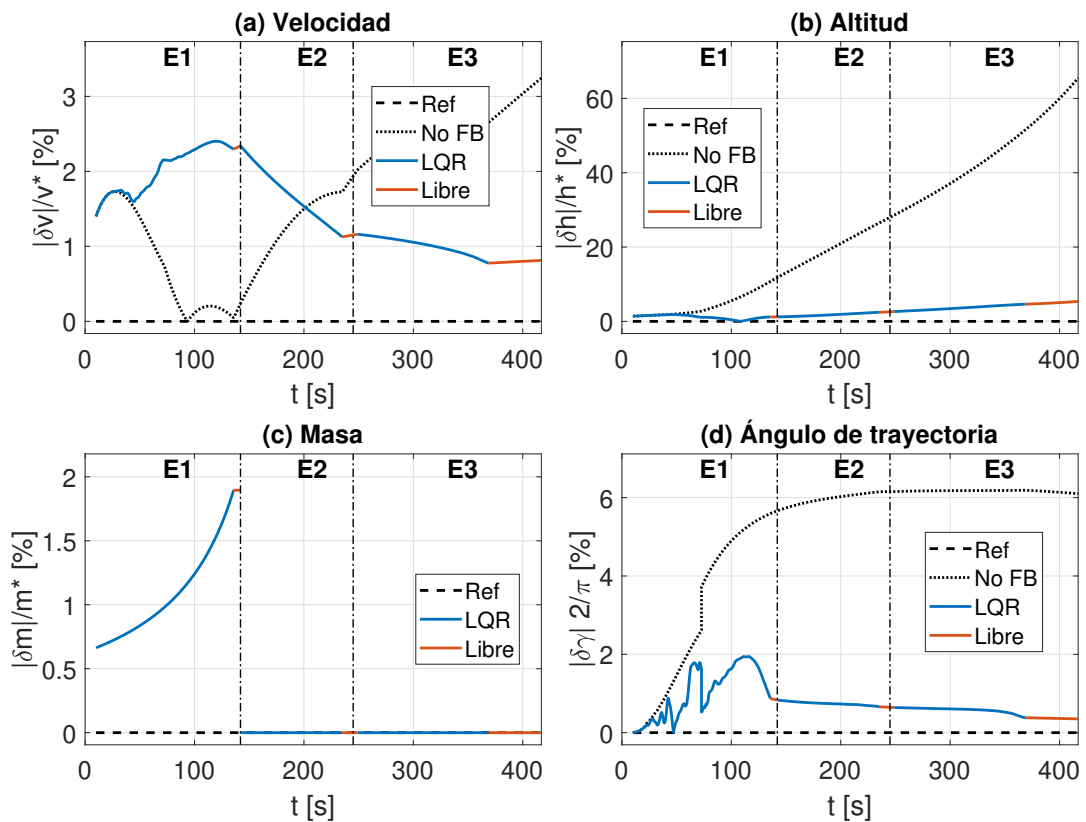 (a) Velocidad
E1 E2 E3
Ref
No FB
LQR
Libre
|δv|/v* [%]
3
2
1
0
0 100 200 300 400
t [s]
(b) Altitud
E1 E2 E3
Ref
No FB
LQR
Libre
|δh|/h* [%]
60
40
20
0
0 100 200 300 400
t [s]
(c) Masa
E1 E2 E3
Ref
LQR
Libre
|δm|/m* [%]
2
1.5
1
0.5
0
0 100 200 300 400
t [s]
(d) Ángulo de trayectoria
E1 E2 E3
Ref
No FB
LQR
Libre
|δγ| 2/π [%]
6
4
2
0
0 100 200 300 400
t [s]